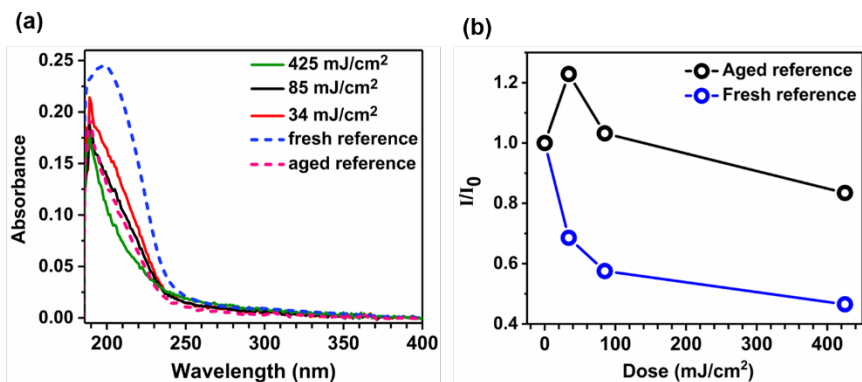 (a)
0.25
0.20
0.15
0.10
0.05
0.00
Absorbance
425 mJ/cm²
85 mJ/cm²
34 mJ/cm²
fresh reference
aged reference
200 250 300 350 400
Wavelength (nm)
(b)
1.2
1.0
0.8
0.6
0.4
I/I₀
Aged reference
Fresh reference
0 100 200 300 400
Dose (mJ/cm²)